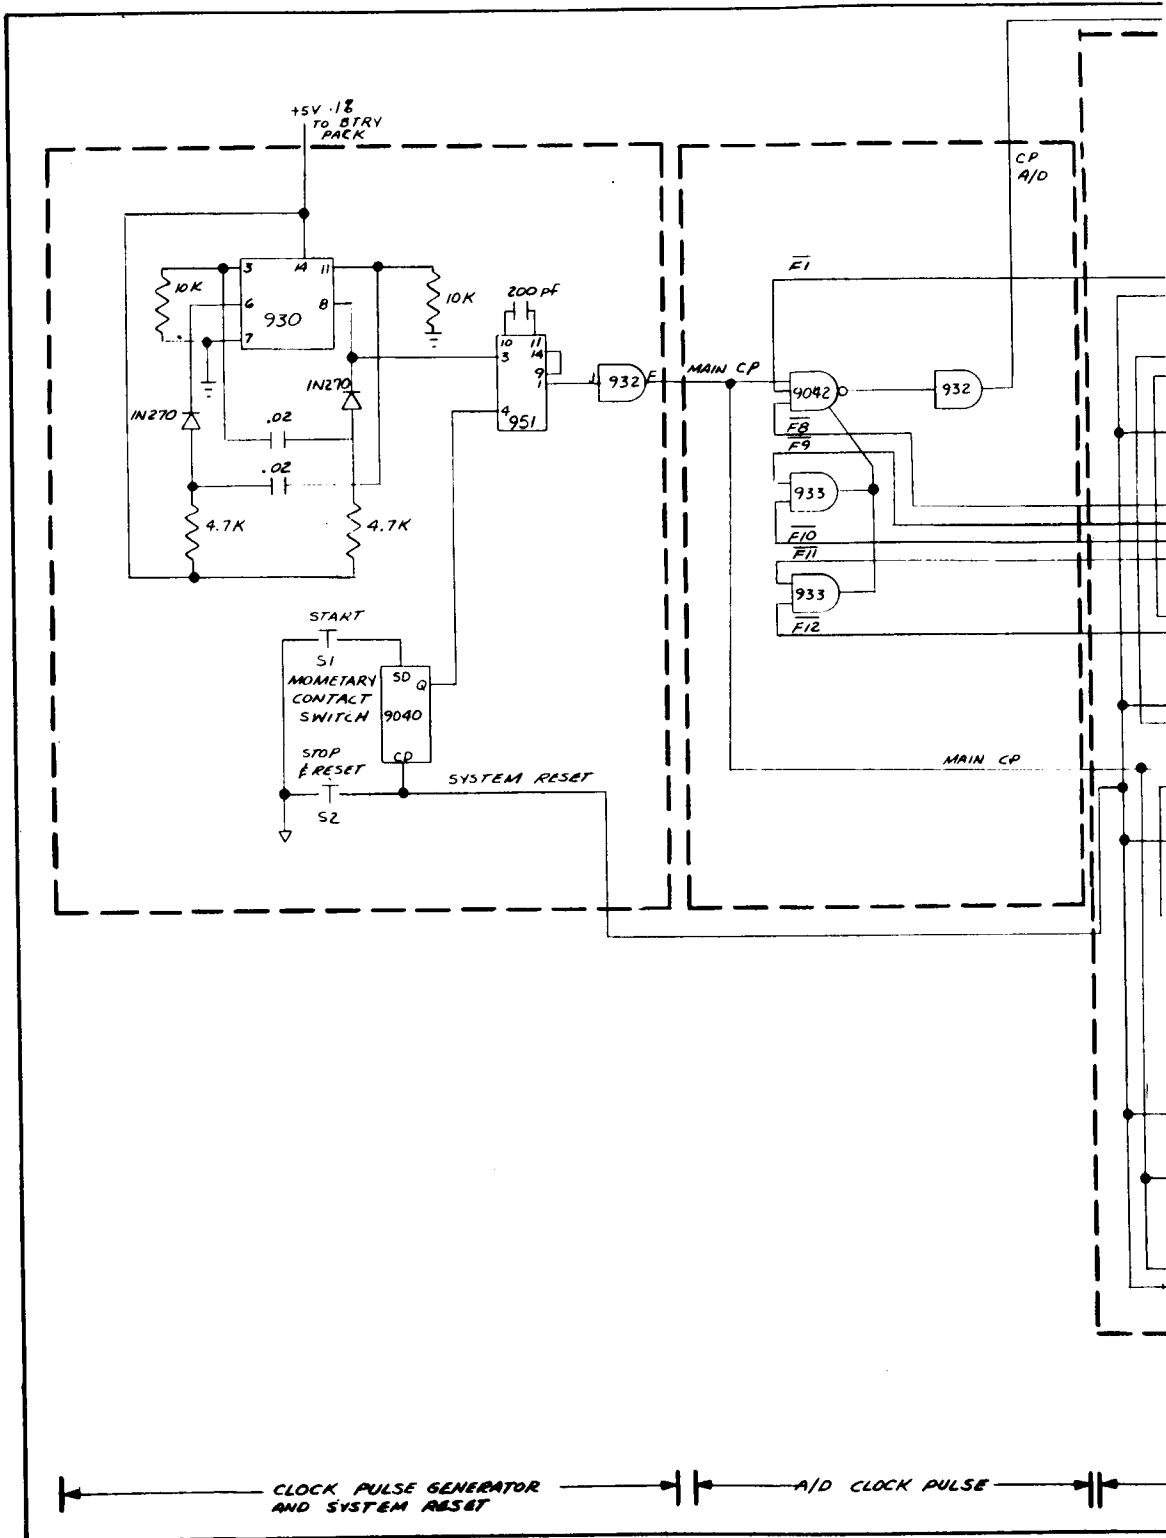 +5V .1%
TO BTRY
PACK
CP
A/D
3
14
11
10K
6
8
930
7
10K
200 pf
10
11
3
14
9
1
4
951
932
F
MAIN CP
F1
9042
932
F8
F9
933
F10
F11
933
F12
1N270
1N270
.02
.02
4.7K
4.7K
START
S1
MOMETARY
CONTACT
SWITCH
SD
Q
9040
CD
STOP
& RESET
S2
SYSTEM RESET
MAIN CP
CLOCK PULSE GENERATOR
AND SYSTEM RESET
A/D CLOCK PULSE